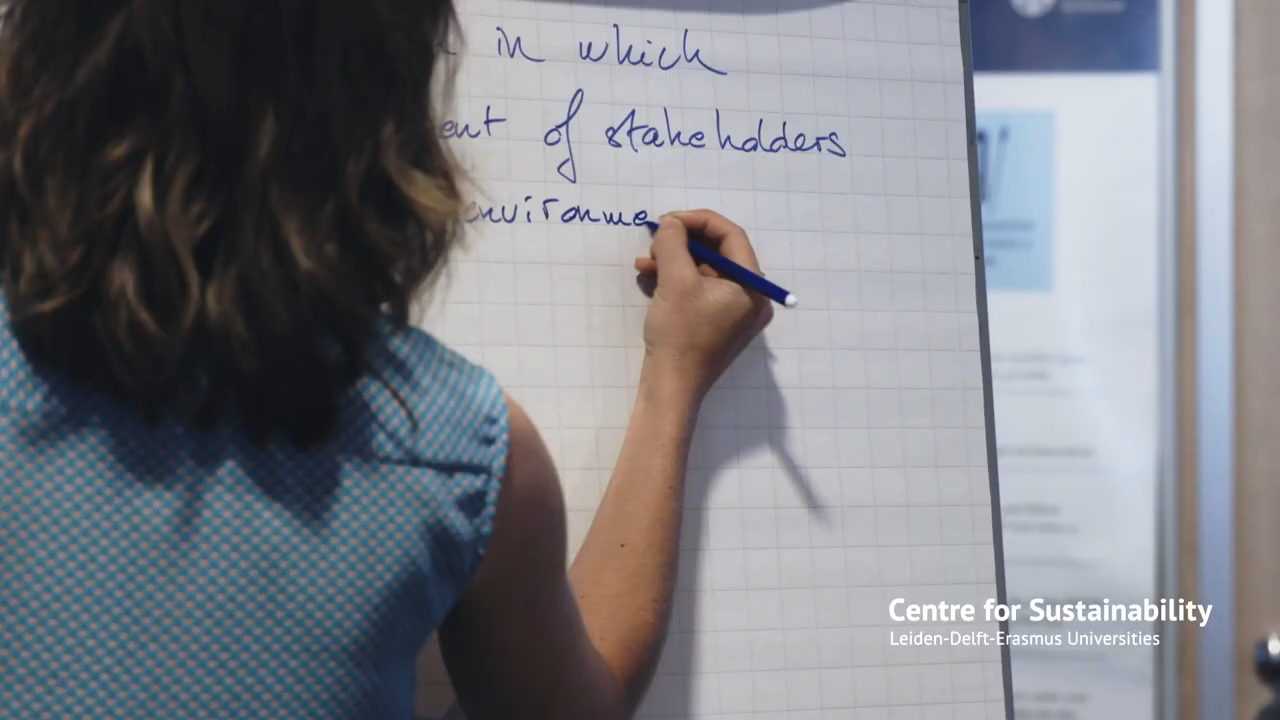 in which
ent of stakeholders
environme
Centre for Sustainability
Leiden-Delft-Erasmus Universities